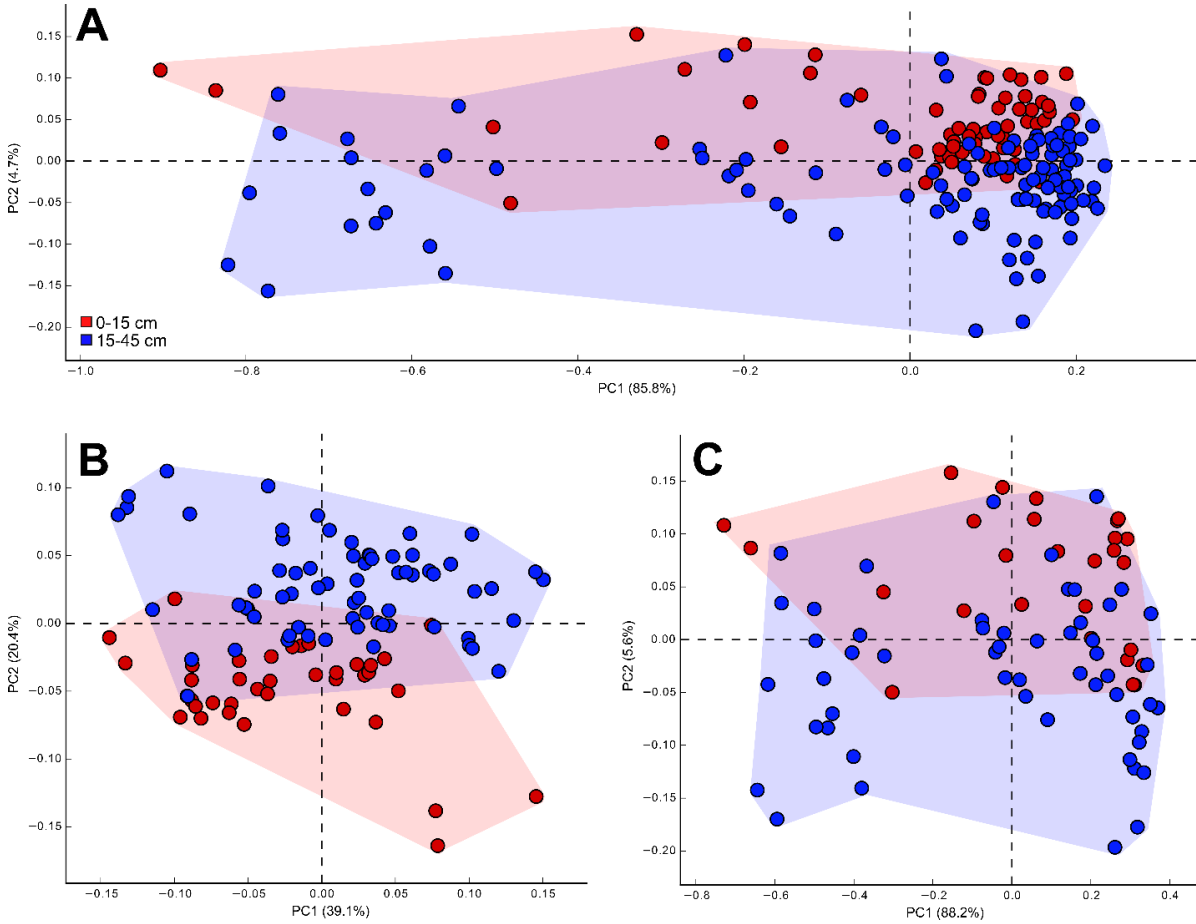 A
0.15
0.10
0.05
0.00
−0.05
−0.10
−0.15
−0.20
PC2 (4.7%)
0-15 cm
15-45 cm
−1.0 −0.8 −0.6 −0.4 −0.2 0.0 0.2
PC1 (85.8%)
B
0.10
0.05
0.00
−0.05
−0.10
−0.15
PC2 (20.4%)
−0.15 −0.10 −0.05 0.00 0.05 0.10 0.15
PC1 (39.1%)
C
0.15
0.10
0.05
0.00
−0.05
−0.10
−0.15
−0.20
PC2 (5.6%)
−0.8 −0.6 −0.4 −0.2 0.0 0.2 0.4
PC1 (88.2%)